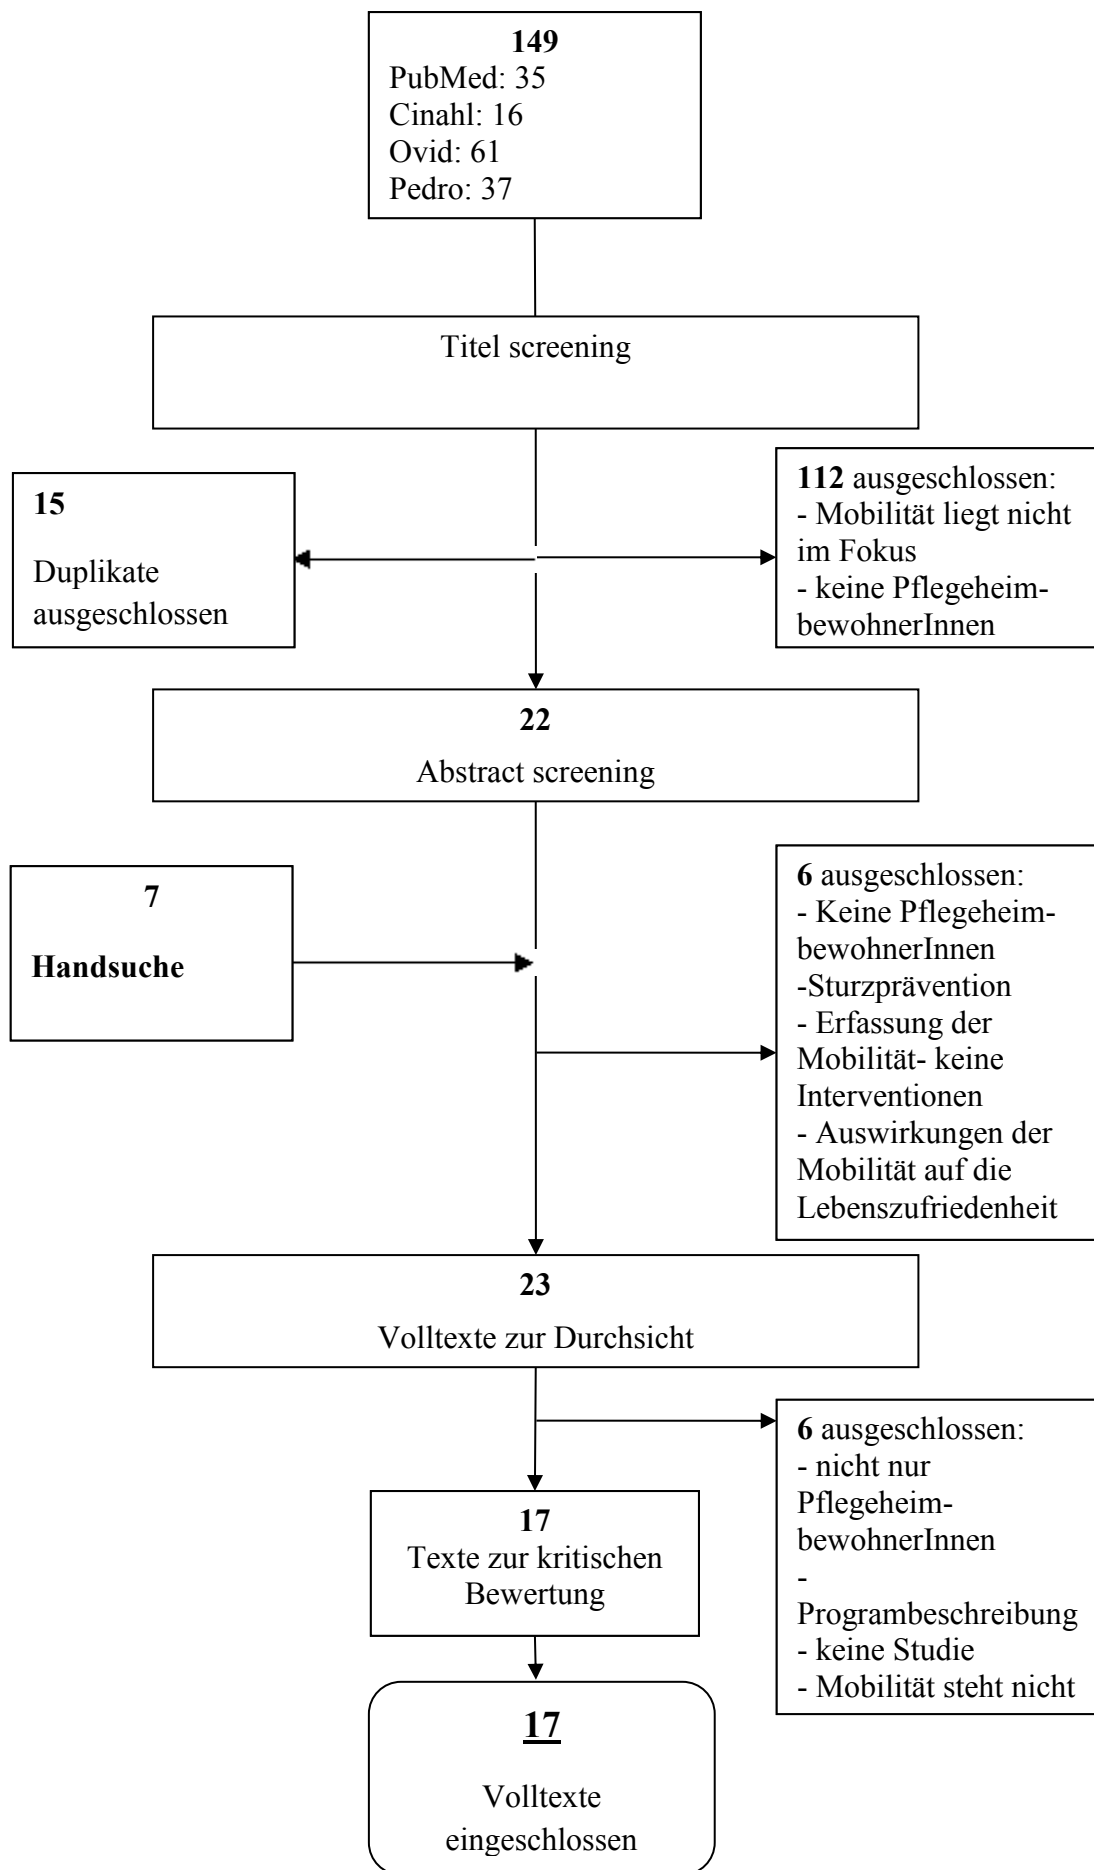 149
PubMed: 35
Cinahl: 16
Ovid: 61
Pedro: 37
Titel screening
15
Duplikate
ausgeschlossen
112 ausgeschlossen:
- Mobilität liegt nicht
im Fokus
- keine Pflegeheim-
bewohnerInnen
22
Abstract screening
7
Handsuche
6 ausgeschlossen:
- Keine Pflegeheim-
bewohnerInnen
-Sturzprävention
- Erfassung der
Mobilität- keine
Interventionen
- Auswirkungen der
Mobilität auf die
Lebenszufriedenheit
23
Volltexte zur Durchsicht
6 ausgeschlossen:
- nicht nur
Pflegeheim-
bewohnerInnen
-
Programbeschreibung
- keine Studie
- Mobilität steht nicht
17
Texte zur kritischen
Bewertung
17
Volltexte
eingeschlossen